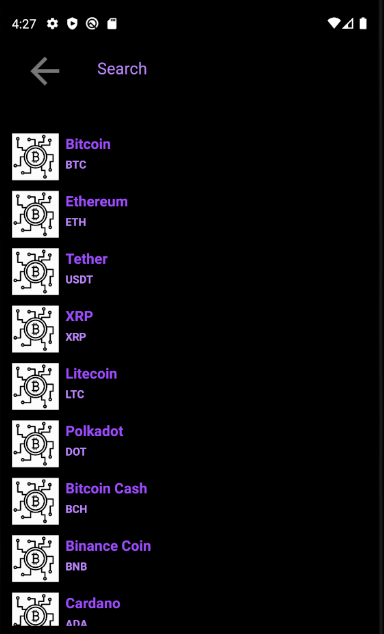 4:27
Search
Bitcoin
BTC
Ethereum
ETH
Tether
USDT
XRP
XRP
Litecoin
LTC
Polkadot
DOT
Bitcoin Cash
BCH
Binance Coin
BNB
Cardano
ADA